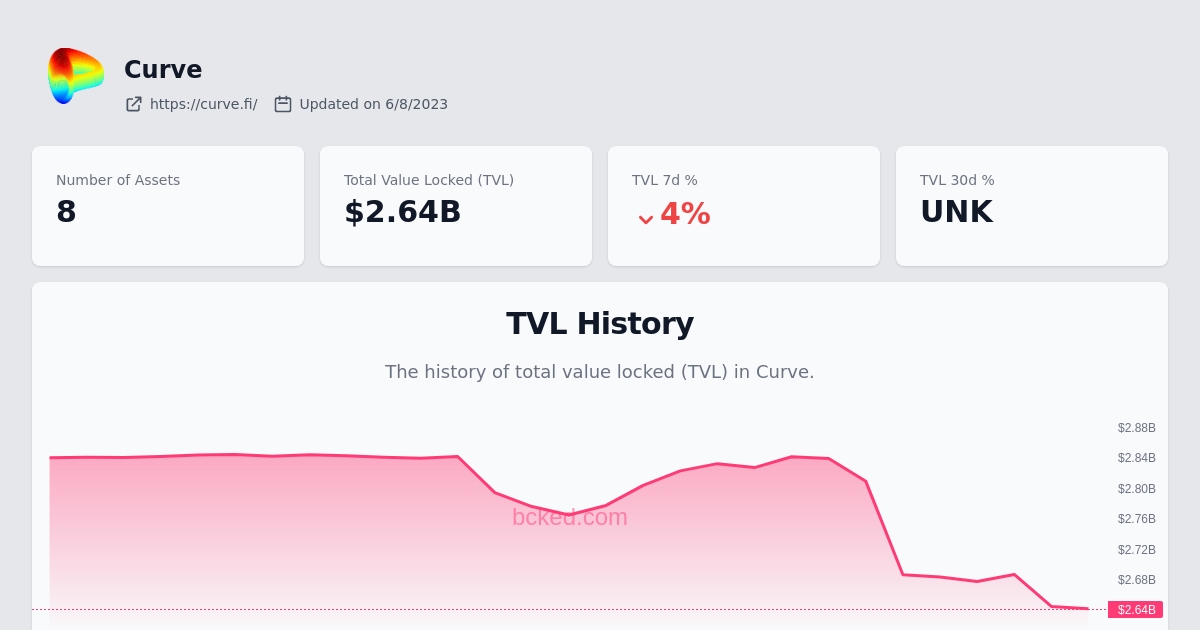 Curve
https://curve.fi/ Updated on 6/8/2023
Number of Assets
8
Total Value Locked (TVL)
$2.64B
TVL 7d %
4%
TVL 30d %
UNK
TVL History
The history of total value locked (TVL) in Curve.
$2.88B
$2.84B
$2.80B
bcked.com
$2.76B
$2.72B
$2.68B
$2.64B